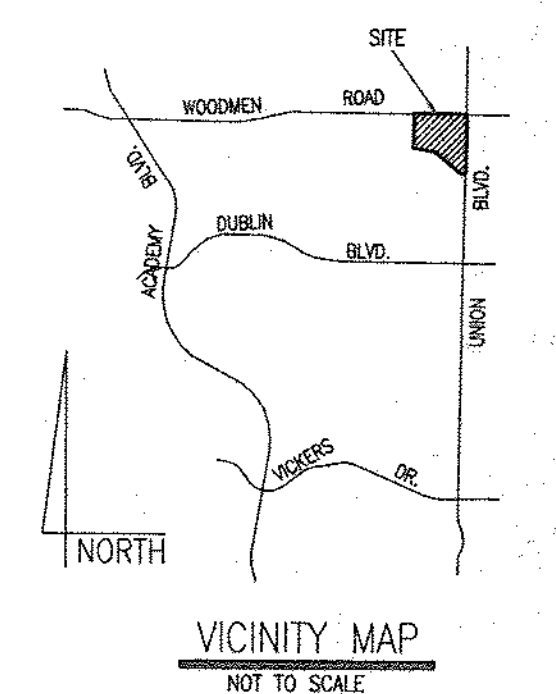 SITE
WOODMEN ROAD
BLVD.
BLVD.
DUBLIN BLVD.
ACADEMY
UNION
VICKERS DR.
NORTH
VICINITY MAP
NOT TO SCALE